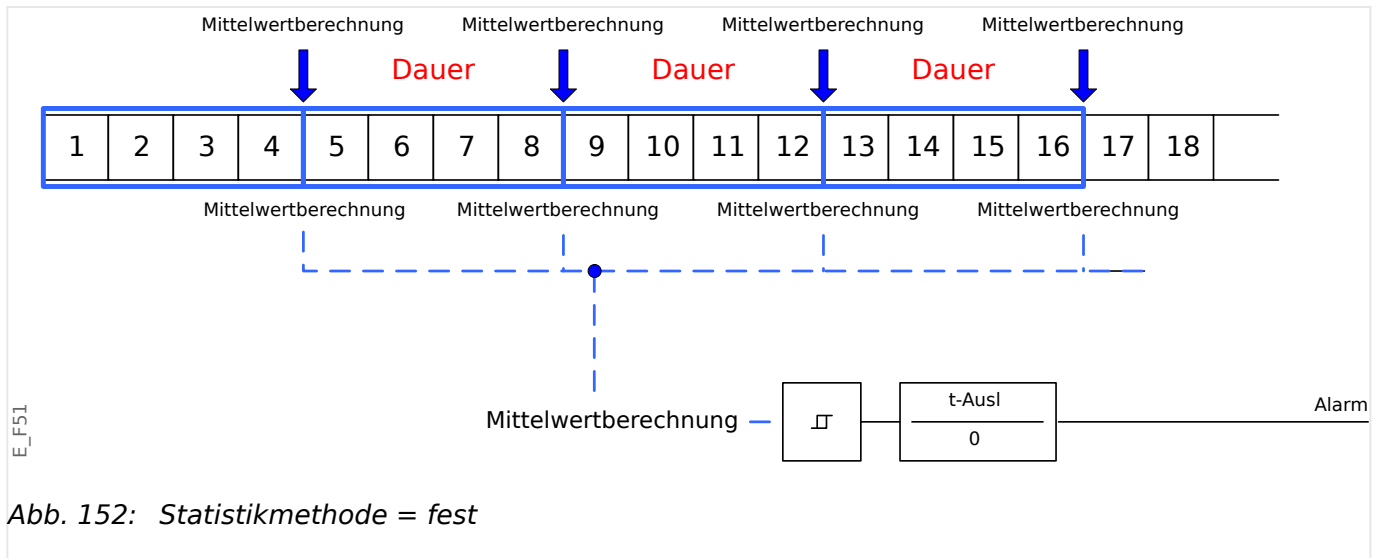 Mittelwertberechnung Mittelwertberechnung Mittelwertberechnung Mittelwertberechnung
Dauer Dauer Dauer
1 2 3 4 5 6 7 8 9 10 11 12 13 14 15 16 17 18
Mittelwertberechnung Mittelwertberechnung Mittelwertberechnung Mittelwertberechnung
t-Ausl
Alarm
Mittelwertberechnung
0
E_F51
Abb. 152: Statistikmethode = fest